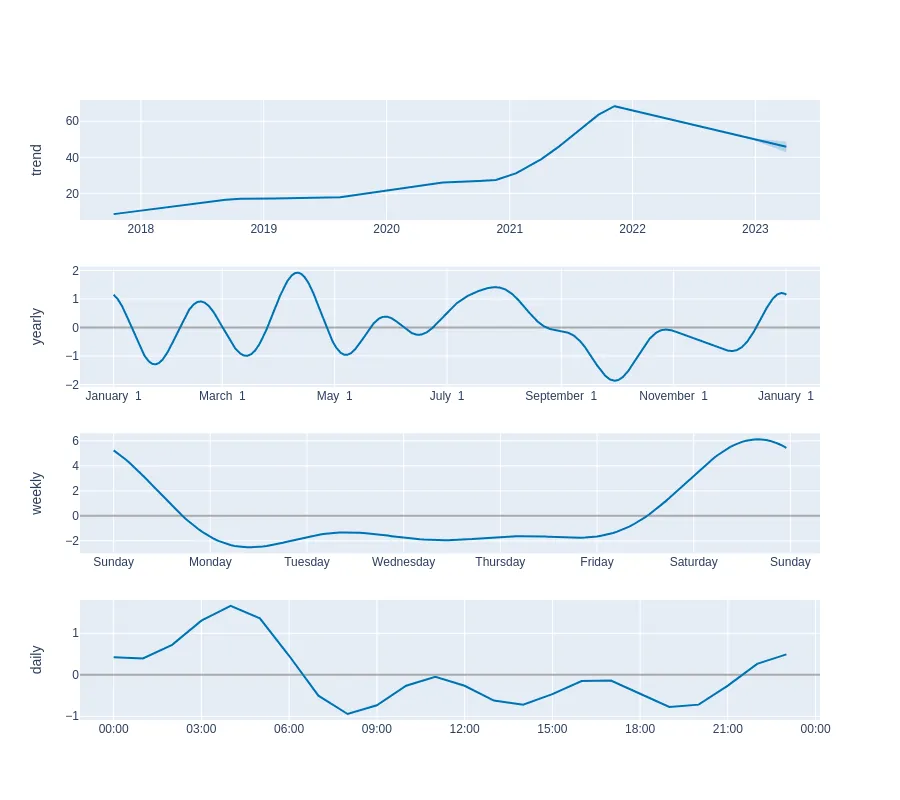 trend
60
40
20
2018 2019 2020 2021 2022 2023
yearly
2
1
0
−1
−2
January 1 March 1 May 1 July 1 September 1 November 1 January 1
weekly
6
4
2
0
−2
Sunday Monday Tuesday Wednesday Thursday Friday Saturday Sunday
daily
1
0
−1
00:00 03:00 06:00 09:00 12:00 15:00 18:00 21:00 00:00